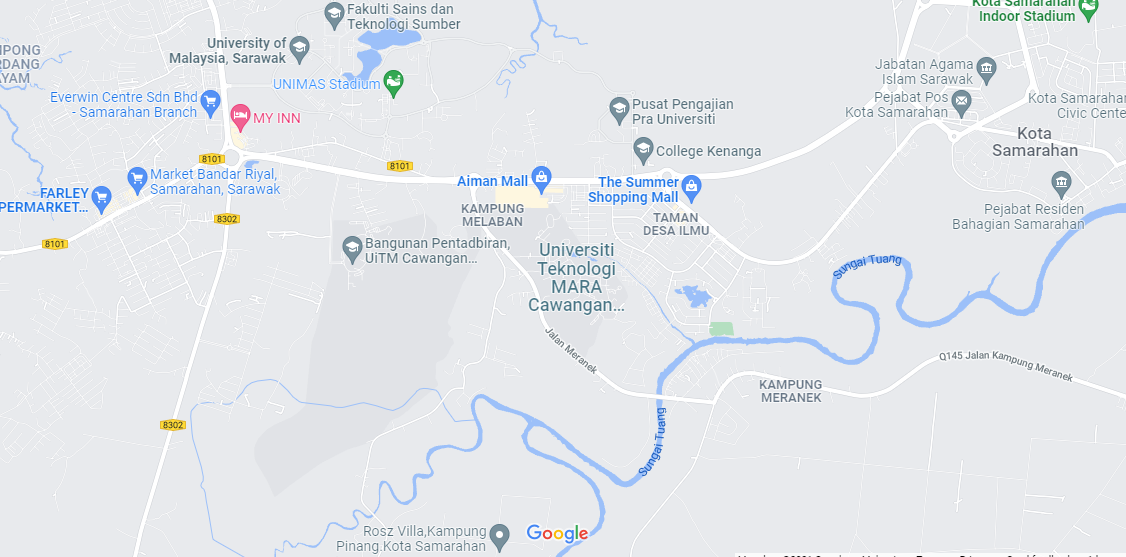 Fakulti Sains dan
Teknologi Sumber
Kota Samarahan
Indoor Stadium
University of
Malaysia, Sarawak
UNIMAS Stadium
Jabatan Agama
Islam Sarawak
Everwin Centre Sdn Bhd
- Samarahan Branch
MY INN
Pusat Pengajian
Pra Universiti
Pejabat Pos
Kota Samarahan
Kota Samarahan
Civic Cente
Kota
Samarahan
College Kenanga
8101
8101
Market Bandar Riyal,
Samarahan, Sarawak
Aiman Mall
The Summer
Shopping Mall
FARLEY
PERMARKET...
8302
KAMPUNG
MELABAN
TAMAN
DESA ILMU
Pejabat Residen
Bahagian Samarahan
8101
Bangunan Pentadbiran,
UiTM Cawangan...
Universiti
Teknologi
MARA
Cawangan...
Sungai Tuang
Jalan Meranek
Q145 Jalan Kampung Meranek
KAMPUNG
MERANEK
8302
Sungai Tuang
Rosz Villa,Kampung
Pinang.Kota Samarahan
Google